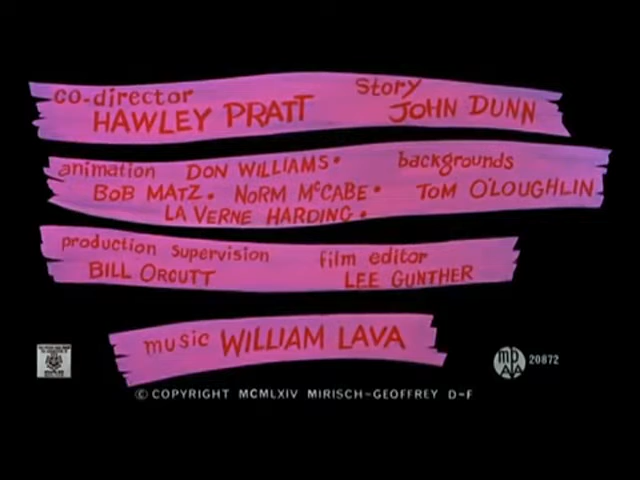 co-director
HAWLEY PRATT
Story
JOHN DUNN
animation DON WILLIAMS •
BOB MATZ • NORM McCABE •
LA VERNE HARDING •
backgrounds
TOM O'LOUGHLIN
production supervision
BILL ORCUTT
film editor
LEE GUNTHER
music WILLIAM LAVA
mpAA 20872
© COPYRIGHT MCMLXIV MIRISCH-GEOFFREY D-F